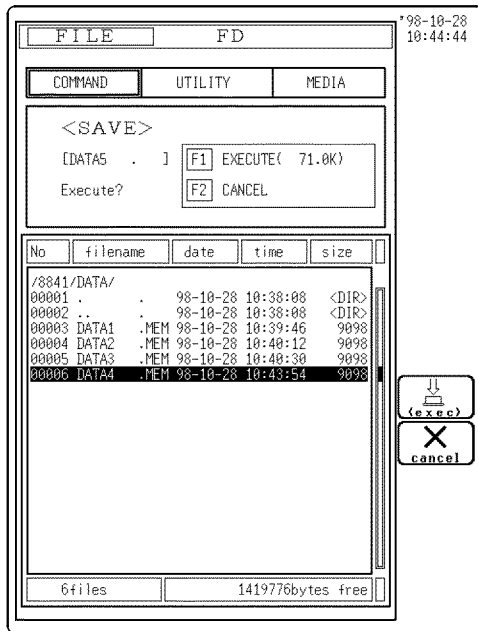 '98-10-28
10:44:44
FILE FD
COMMAND UTILITY MEDIA
<SAVE>
[DATA5 . ] F1 EXECUTE( 71.0K)
Execute? F2 CANCEL
No filename date time size
/8841/DATA/
00001 . . 98-10-28 10:38:08 <DIR>
00002 .. . 98-10-28 10:38:08 <DIR>
00003 DATA1 .MEM 98-10-28 10:39:46 9098
00004 DATA2 .MEM 98-10-28 10:40:12 9098
00005 DATA3 .MEM 98-10-28 10:40:30 9098
00006 DATA4 .MEM 98-10-28 10:43:54 9098
(exec)
cancel
6files 1419776bytes free